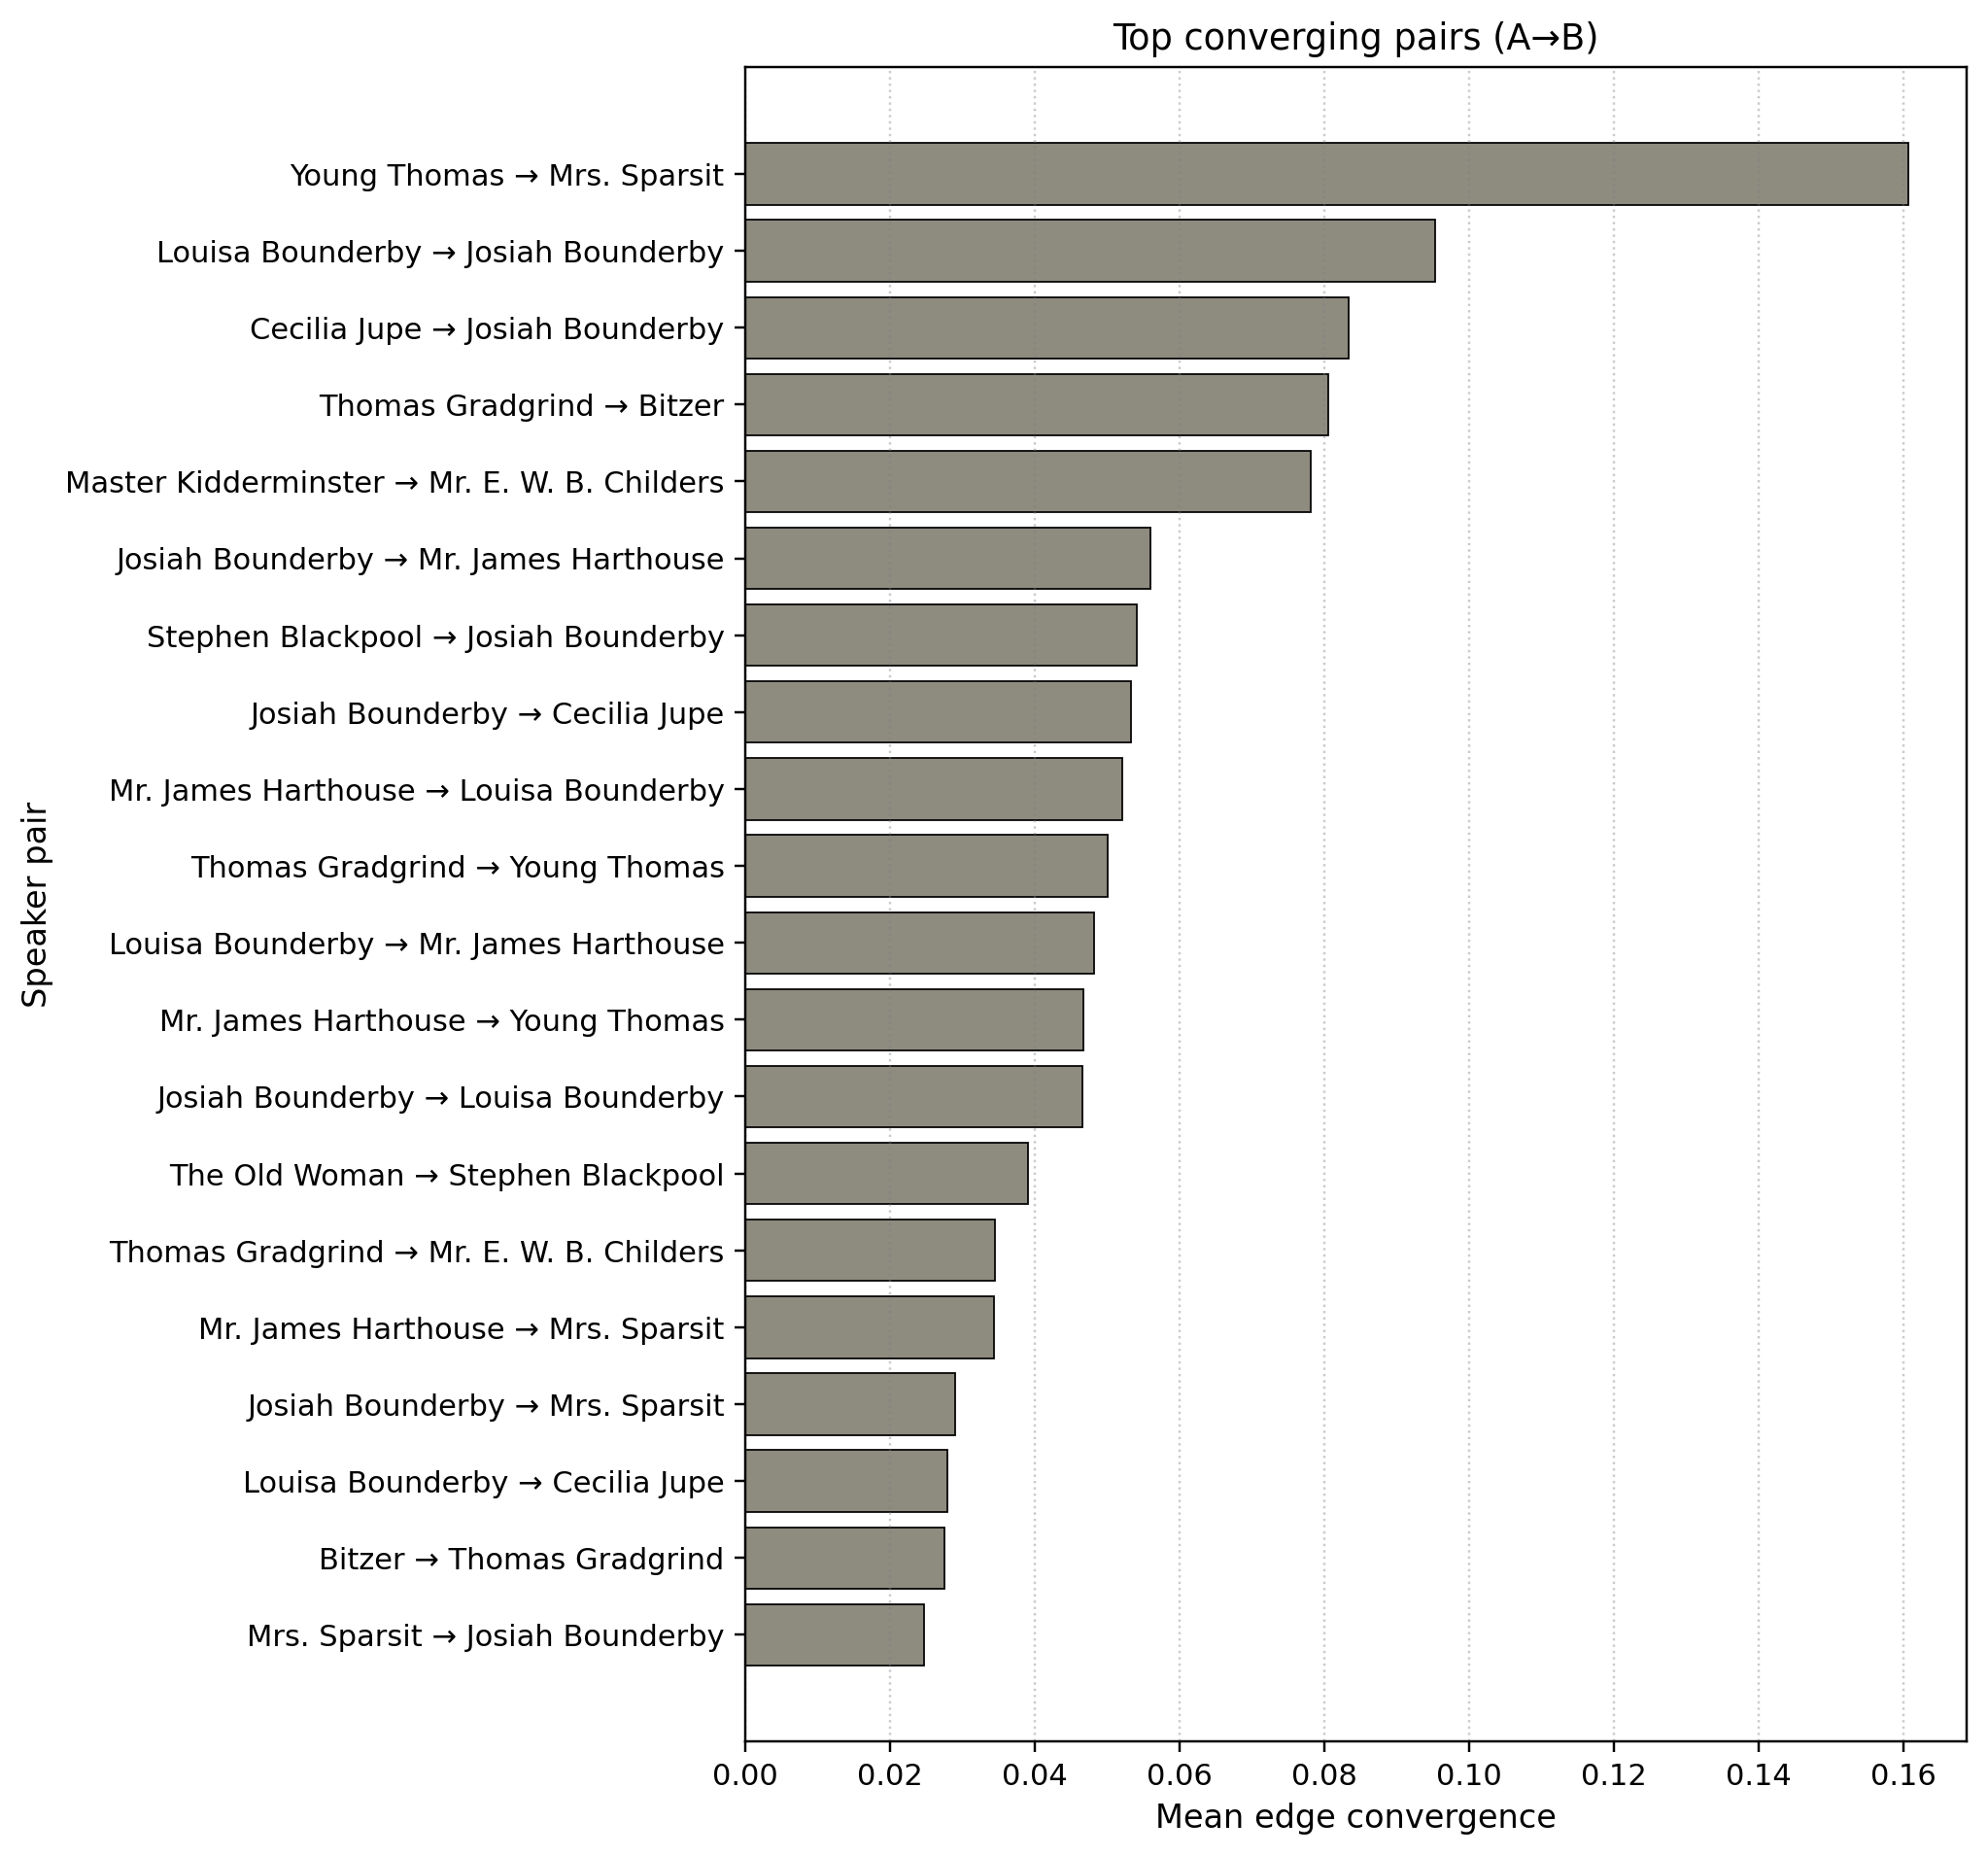 Top converging pairs (A→B)
Young Thomas → Mrs. Sparsit
Louisa Bounderby → Josiah Bounderby
Cecilia Jupe → Josiah Bounderby
Thomas Gradgrind → Bitzer
Master Kidderminster → Mr. E. W. B. Childers
Josiah Bounderby → Mr. James Harthouse
Stephen Blackpool → Josiah Bounderby
Josiah Bounderby → Cecilia Jupe
Mr. James Harthouse → Louisa Bounderby
Thomas Gradgrind → Young Thomas
Louisa Bounderby → Mr. James Harthouse
Mr. James Harthouse → Young Thomas
Josiah Bounderby → Louisa Bounderby
The Old Woman → Stephen Blackpool
Thomas Gradgrind → Mr. E. W. B. Childers
Mr. James Harthouse → Mrs. Sparsit
Josiah Bounderby → Mrs. Sparsit
Louisa Bounderby → Cecilia Jupe
Bitzer → Thomas Gradgrind
Mrs. Sparsit → Josiah Bounderby
Speaker pair
0.00 0.02 0.04 0.06 0.08 0.10 0.12 0.14 0.16
Mean edge convergence